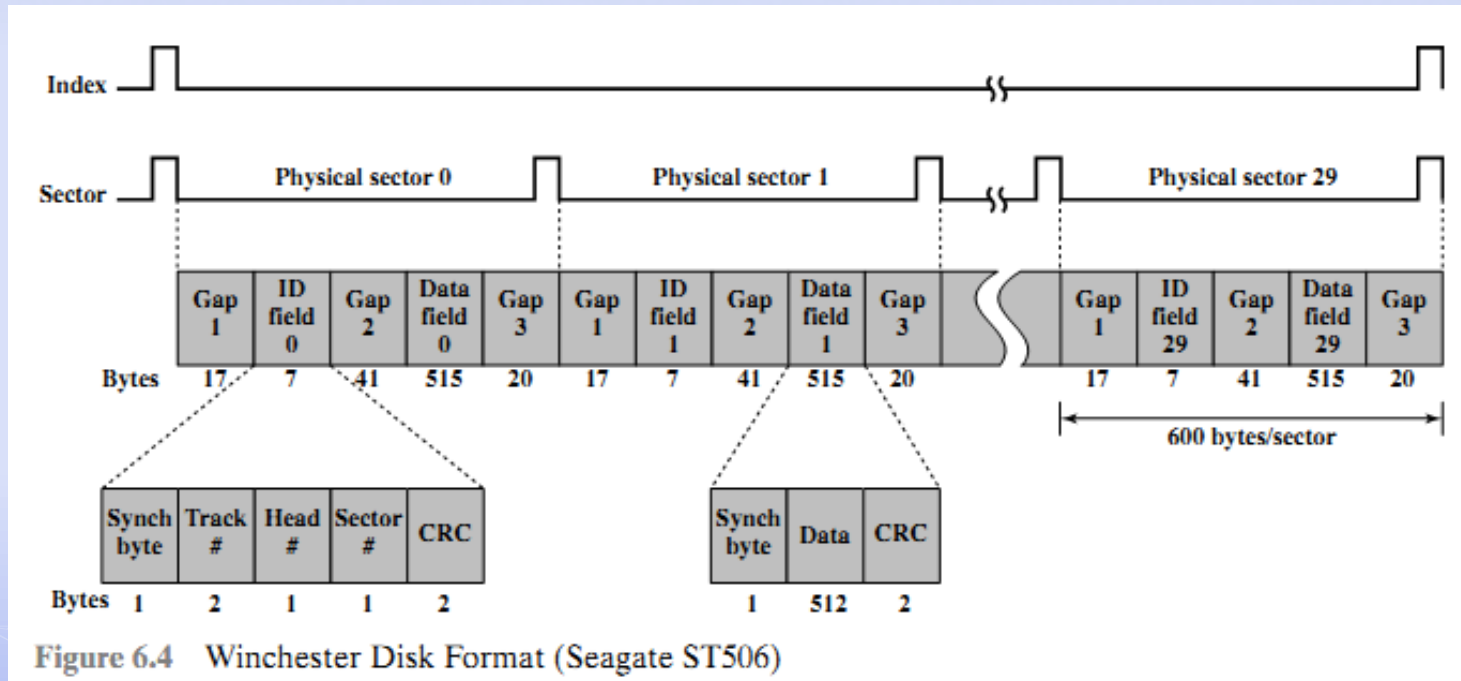 Index
Sector
Physical sector 0
Physical sector 1
Physical sector 29
Gap
1
ID
field
0
Gap
2
Data
field
0
Gap
3
Gap
1
ID
field
1
Gap
2
Data
field
1
Gap
3
Gap
1
ID
field
29
Gap
2
Data
field
29
Gap
3
Bytes 17 7 41 515 20 17 7 41 515 20 17 7 41 515 20
600 bytes/sector
Synch
byte
Track
#
Head
#
Sector
#
CRC
Synch
byte
Data
CRC
Bytes 1 2 1 1 2 1 512 2
Figure 6.4 Winchester Disk Format (Seagate ST506)